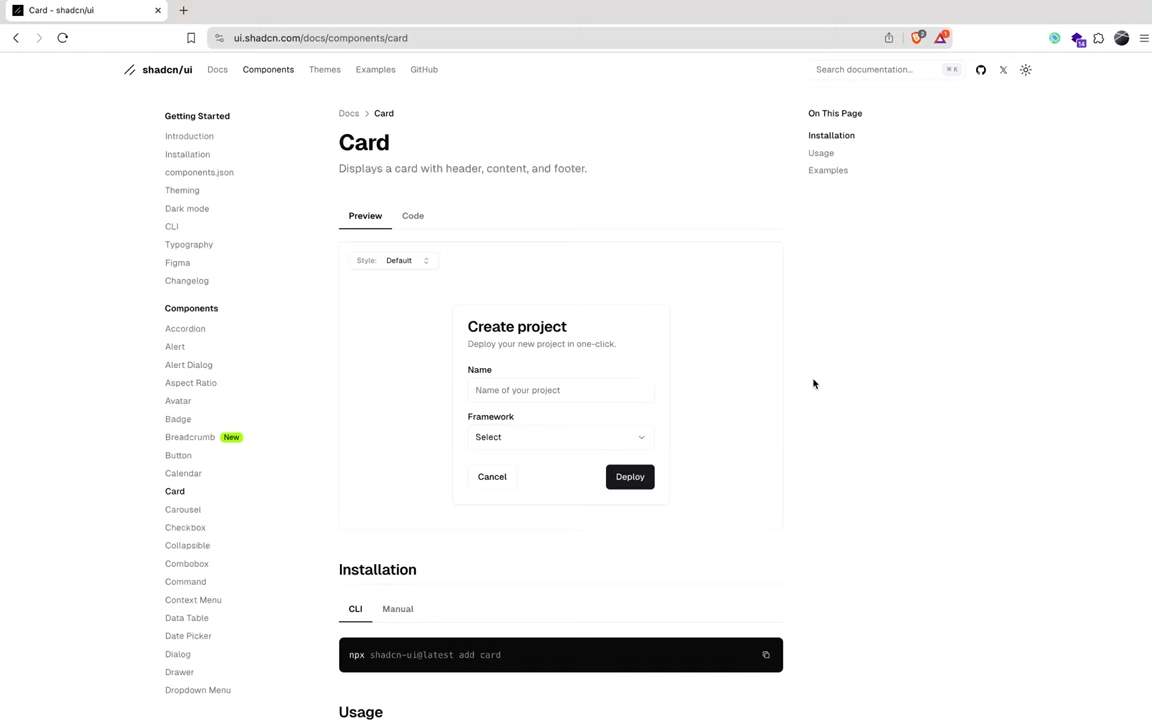 Card - shadcn/ui
ui.shadcn.com/docs/components/card
2
1
14
shadcn/ui
Docs
Components
Themes
Examples
GitHub
Search documentation...
⌘ K
Getting Started
Introduction
Installation
components.json
Theming
Dark mode
CLI
Typography
Figma
Changelog
Components
Accordion
Alert
Alert Dialog
Aspect Ratio
Avatar
Badge
Breadcrumb New
Button
Calendar
Card
Carousel
Checkbox
Collapsible
Combobox
Command
Context Menu
Data Table
Date Picker
Dialog
Drawer
Dropdown Menu
Docs > Card
Card
Displays a card with header, content, and footer.
Preview
Code
Style: Default
Create project
Deploy your new project in one-click.
Name
Name of your project
Framework
Select
Cancel
Deploy
Installation
CLI
Manual
npx shadcn-ui@latest add card
Usage
On This Page
Installation
Usage
Examples